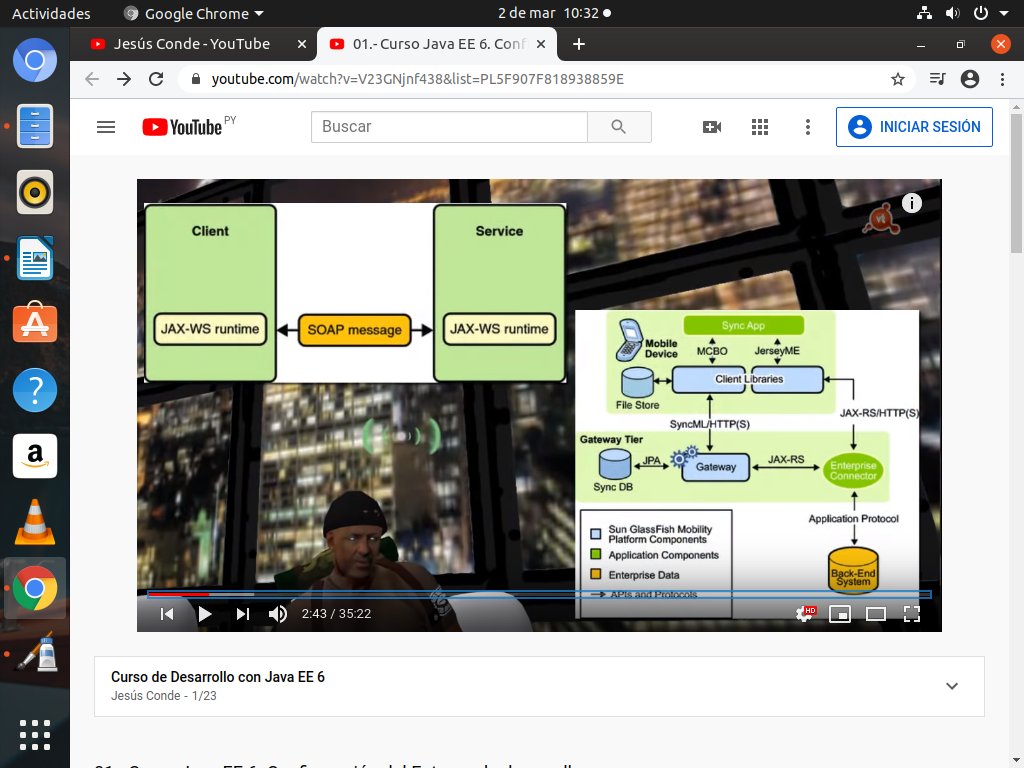 Actividades
Google Chrome
2 de mar 10:32
Jesús Conde - YouTube
01.- Curso Java EE 6. Conf
youtube.com/watch?v=V23GNjnf438&list=PL5F907F818938859E
YouTube PY
Buscar
INICIAR SESIÓN
Client
Service
JAX-WS runtime
SOAP message
JAX-WS runtime
Sync App
Mobile
Device
MCBO
JerseyME
Client Libraries
File Store
JAX-RS/HTTP(S)
SyncML/HTTP(S)
Gateway Tier
JPA
Gateway
JAX-RS
Enterprise
Connector
Sync DB
Application Protocol
Sun GlassFish Mobility
Platform Components
Application Components
Enterprise Data
APIs and Protocols
Back-End
System
2:43 / 35:22
HD
Curso de Desarrollo con Java EE 6
Jesús Conde - 1/23